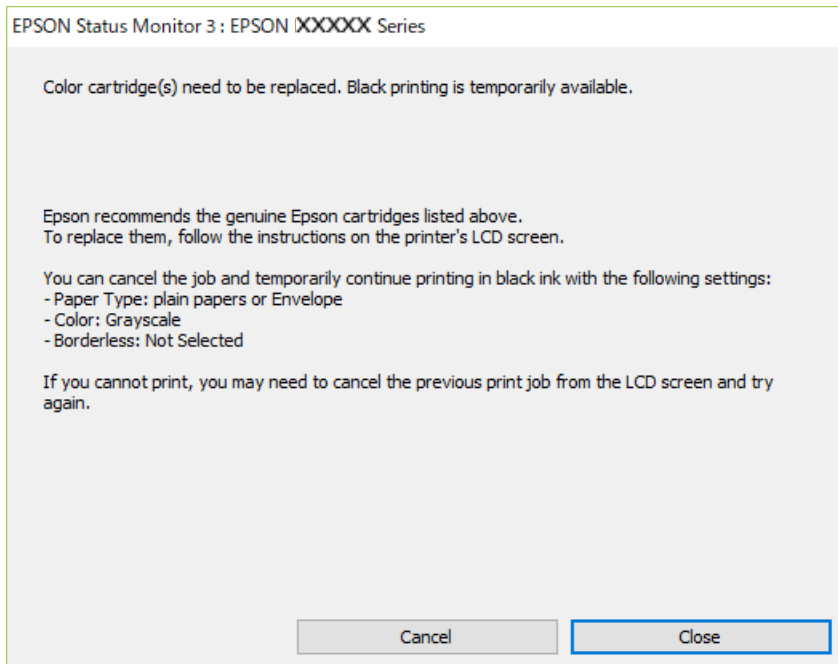 EPSON Status Monitor 3 : EPSON XXXXX Series
Color cartridge(s) need to be replaced. Black printing is temporarily available.
Epson recommends the genuine Epson cartridges listed above.
To replace them, follow the instructions on the printer's LCD screen.
You can cancel the job and temporarily continue printing in black ink with the following settings:
- Paper Type: plain papers or Envelope
- Color: Grayscale
- Borderless: Not Selected
If you cannot print, you may need to cancel the previous print job from the LCD screen and try
again.
Cancel
Close